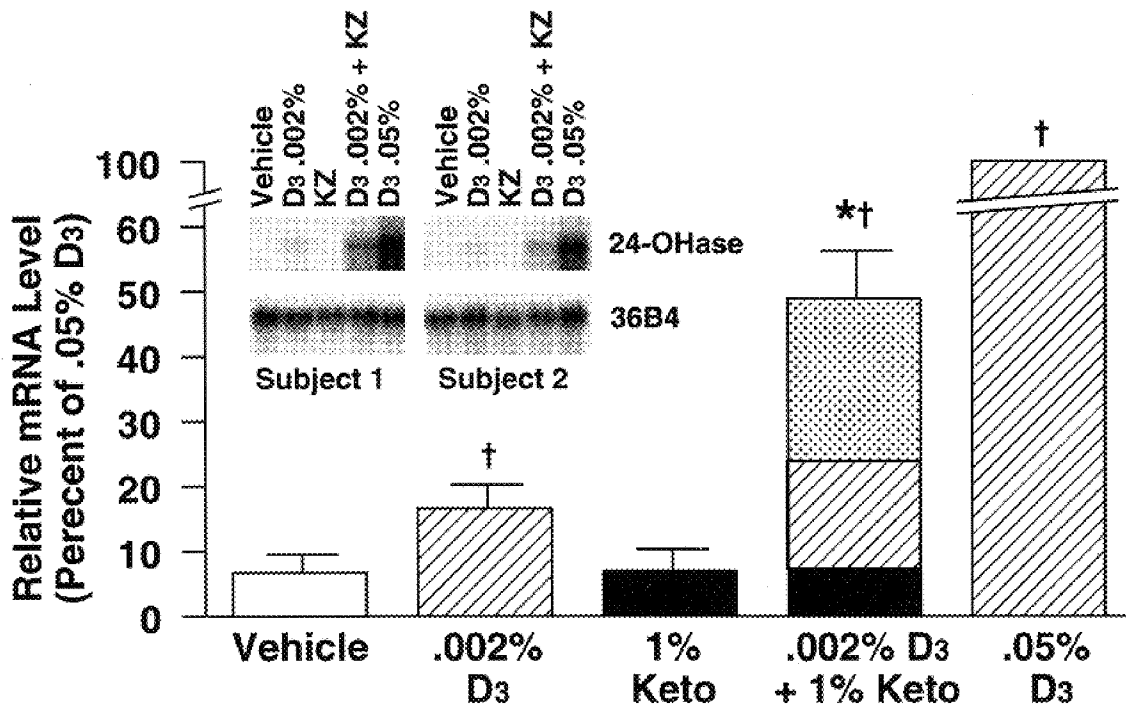 Vehicle
D3 .002%
KZ
D3 .002% + KZ
D3 .05%
Vehicle
D3 .002%
KZ
D3 .002% + KZ
D3 .05%
24-OHase
36B4
Subject 1
Subject 2
Relative mRNA Level
(Perecent of .05% D3)
100
60
50
40
30
20
10
0
†
*†
†
Vehicle
.002%
D3
1%
Keto
.002% D3
+ 1% Keto
.05%
D3